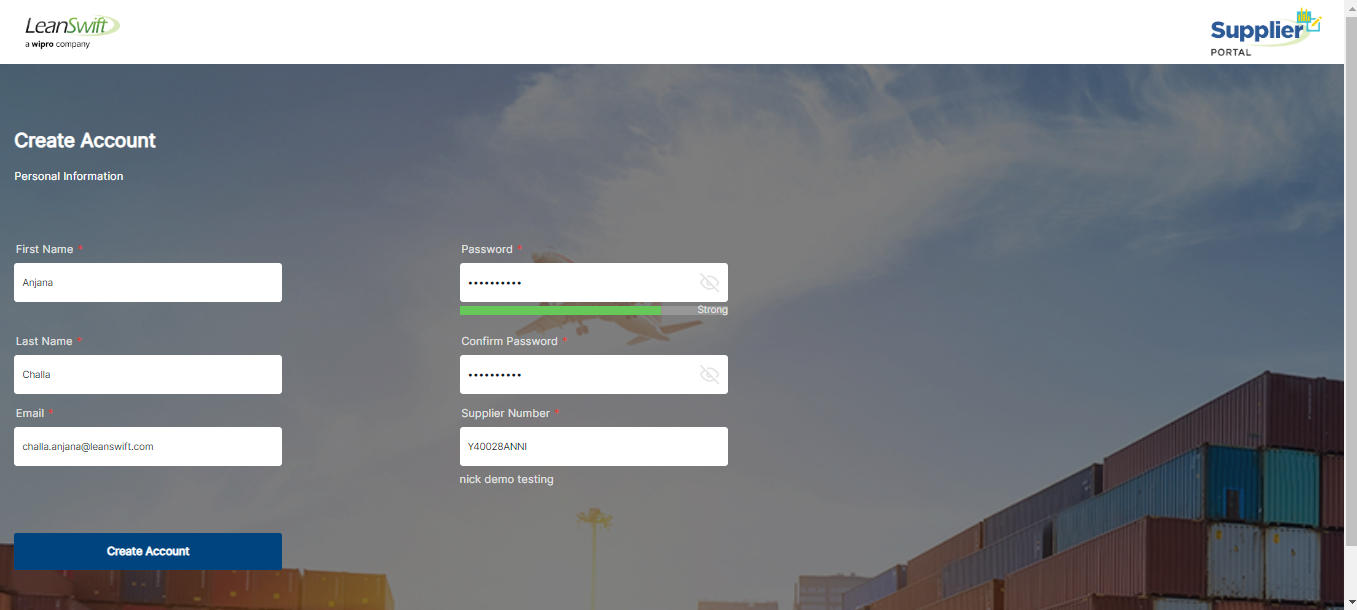 LeanSwift
a wipro company
Supplier
PORTAL
Create Account
Personal Information
First Name *
Anjana
Last Name *
Challa
Email *
challa.anjana@leanswift.com
Password *
••••••••••
Strong
Confirm Password *
••••••••••
Supplier Number *
Y40028ANNI
nick demo testing
Create Account